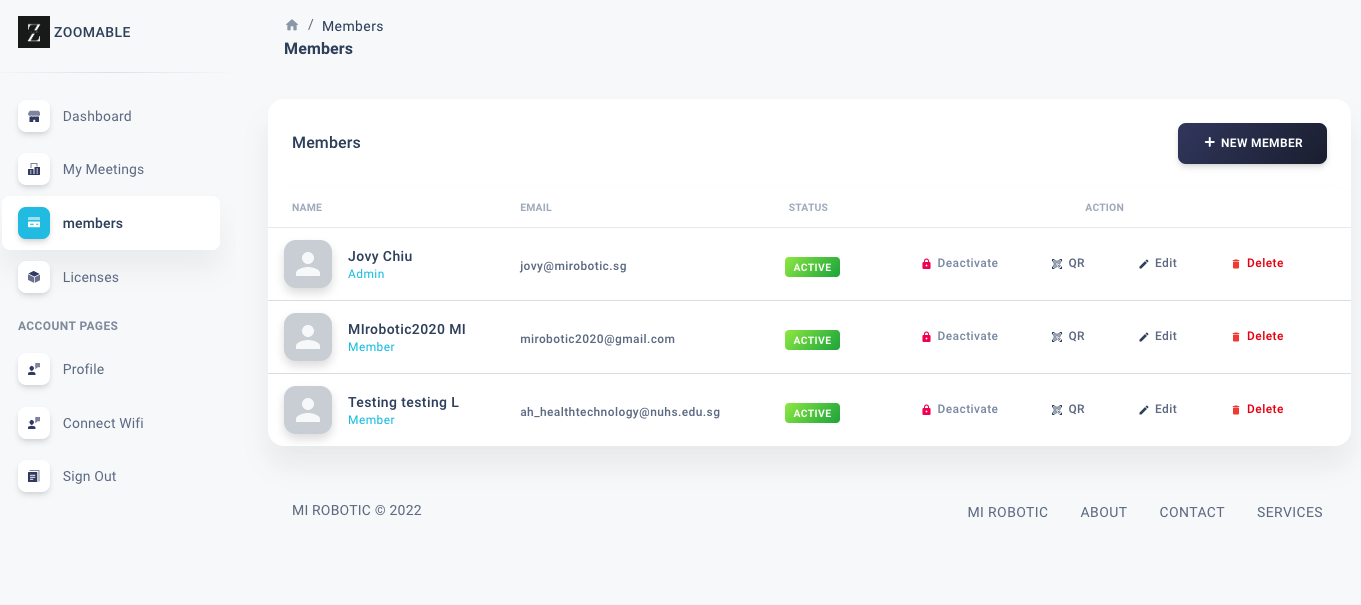 Z ZOOMABLE
Dashboard
My Meetings
members
Licenses
ACCOUNT PAGES
Profile
Connect Wifi
Sign Out
/ Members
Members
Members
+ NEW MEMBER
NAME EMAIL STATUS ACTION
Jovy Chiu
Admin
jovy@mirobotic.sg ACTIVE Deactivate QR Edit Delete
MIrobotic2020 MI
Member
mirobotic2020@gmail.com ACTIVE Deactivate QR Edit Delete
Testing testing L
Member
ah_healthtechnology@nuhs.edu.sg ACTIVE Deactivate QR Edit Delete
MI ROBOTIC © 2022
MI ROBOTIC ABOUT CONTACT SERVICES